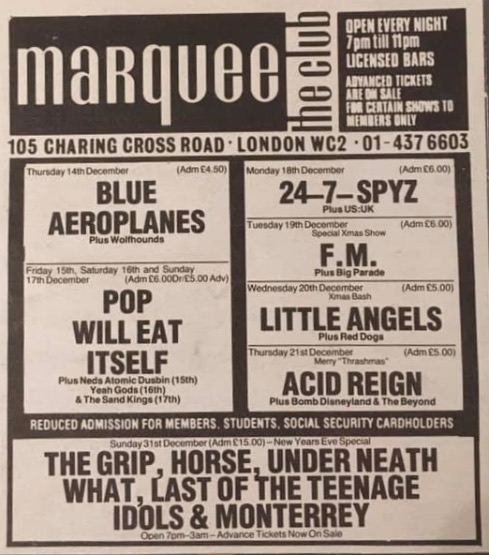 marquee
the club
OPEN EVERY NIGHT
7pm till 11pm
LICENSED BARS
ADVANCED TICKETS
ARE ON SALE
FOR CERTAIN SHOWS TO
MEMBERS ONLY
105 CHARING CROSS ROAD · LONDON WC2 · 01-437 6603
Thursday 14th December (Adm £4.50)
BLUE
AEROPLANES
Plus Wolfhounds
Friday 15th, Saturday 16th and Sunday
17th December (Adm £6.00Dr/£5.00 Adv)
POP
WILL EAT
ITSELF
Plus Neds Atomic Dusbin (15th)
Yeah Gods (16th)
& The Sand Kings (17th)
Monday 18th December (Adm £6.00)
24-7-SPYZ
Plus US:UK
Tuesday 19th December (Adm £6.00)
Special Xmas Show
F.M.
Plus Big Parade
Wednesday 20th December (Adm £5.00)
Xmas Bash
LITTLE ANGELS
Plus Red Dogs
Thursday 21st December (Adm £5.00)
Merry "Thrashmas"
ACID REIGN
Plus Bomb Disneyland & The Beyond
REDUCED ADMISSION FOR MEMBERS, STUDENTS, SOCIAL SECURITY CARDHOLDERS
Sunday 31st December (Adm £15.00) – New Years Eve Special
THE GRIP, HORSE, UNDER NEATH
WHAT, LAST OF THE TEENAGE
IDOLS & MONTERREY
Open 7pm-3am – Advance Tickets Now On Sale